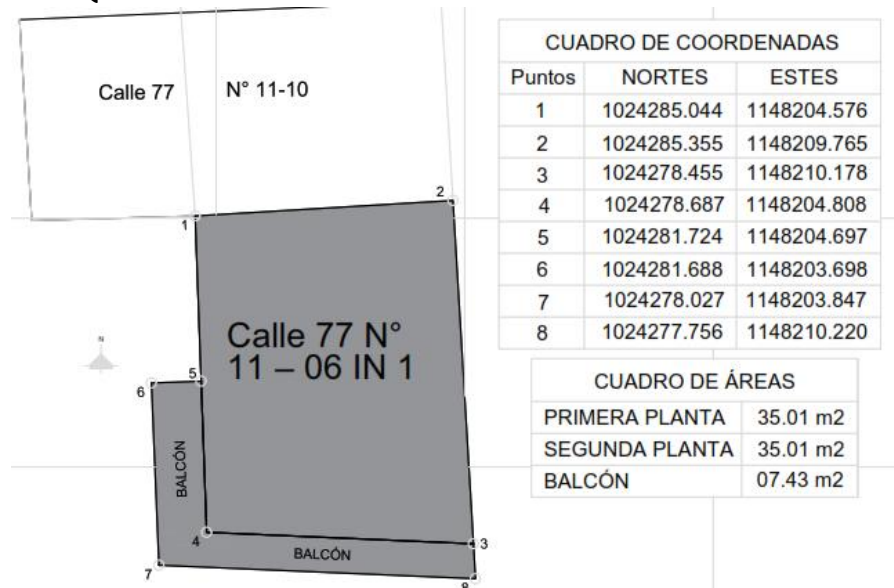 Calle 77 N° 11-10
2
1
Calle 77 N°
11 – 06 IN 1
N
5
6
BALCÓN
4
BALCÓN
3
7
8
CUADRO DE COORDENADAS
Puntos NORTES ESTES
1 1024285.044 1148204.576
2 1024285.355 1148209.765
3 1024278.455 1148210.178
4 1024278.687 1148204.808
5 1024281.724 1148204.697
6 1024281.688 1148203.698
7 1024278.027 1148203.847
8 1024277.756 1148210.220
CUADRO DE ÁREAS
PRIMERA PLANTA 35.01 m2
SEGUNDA PLANTA 35.01 m2
BALCÓN 07.43 m2